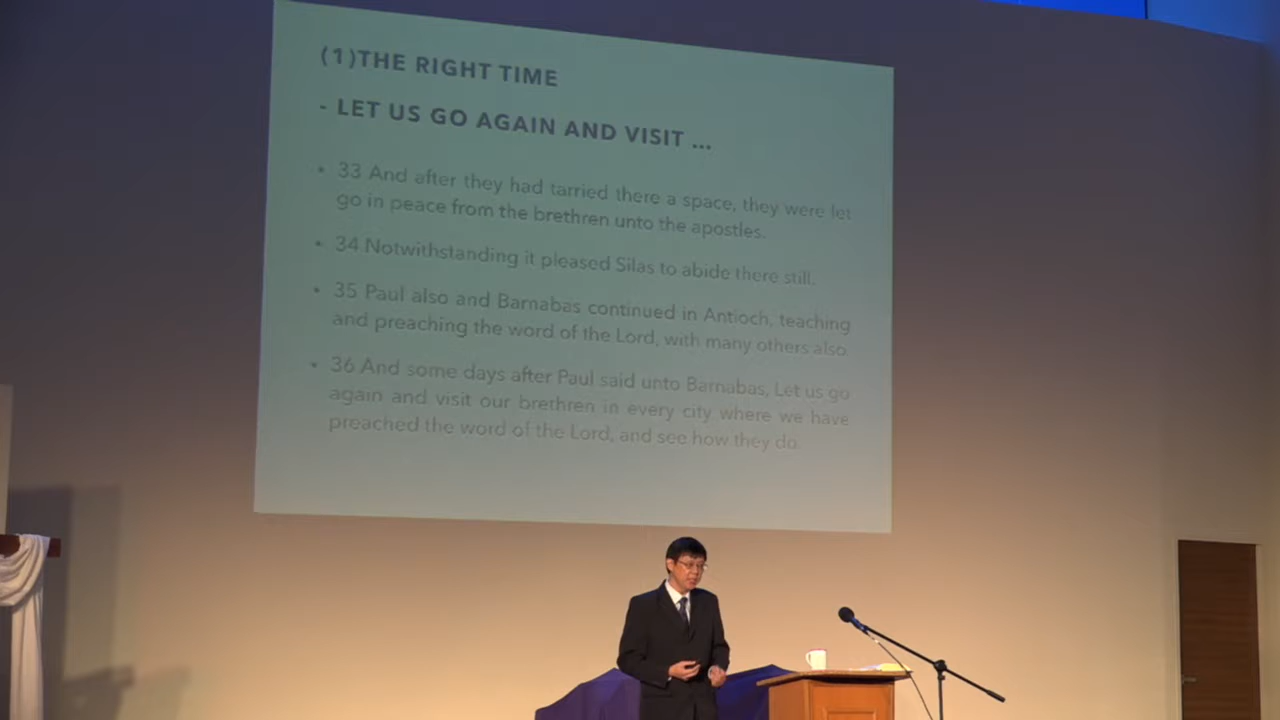 (1)THE RIGHT TIME
- LET US GO AGAIN AND VISIT ...
• 33 And after they had tarried there a space, they were let
go in peace from the brethren unto the apostles.
• 34 Notwithstanding it pleased Silas to abide there still.
• 35 Paul also and Barnabas continued in Antioch, teaching
and preaching the word of the Lord, with many others also.
• 36 And some days after Paul said unto Barnabas, Let us go
again and visit our brethren in every city where we have
preached the word of the Lord, and see how they do.